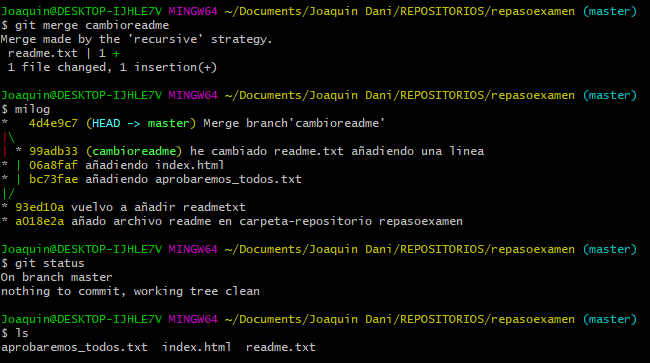 Joaquin@DESKTOP-IJHLE7V MINGW64 ~/Documents/Joaquin Dani/REPOSITORIOS/repasoexamen (master)
$ git merge cambioreadme
Merge made by the 'recursive' strategy.
 readme.txt | 1 +
 1 file changed, 1 insertion(+)
Joaquin@DESKTOP-IJHLE7V MINGW64 ~/Documents/Joaquin Dani/REPOSITORIOS/repasoexamen (master)
$ milog
*   4d4e9c7 (HEAD -> master) Merge branch'cambioreadme'
|\
| * 99adb33 (cambioreadme) he cambiado readme.txt añadiendo una linea
* | 06a8faf añadiendo index.html
* | bc73fae añadiendo aprobaremos_todos.txt
|/
* 93ed10a vuelvo a añadir readmetxt
* a018e2a añado archivo readme en carpeta-repositorio repasoexamen
Joaquin@DESKTOP-IJHLE7V MINGW64 ~/Documents/Joaquin Dani/REPOSITORIOS/repasoexamen (master)
$ git status
On branch master
nothing to commit, working tree clean
Joaquin@DESKTOP-IJHLE7V MINGW64 ~/Documents/Joaquin Dani/REPOSITORIOS/repasoexamen (master)
$ ls
aprobaremos_todos.txt  index.html  readme.txt